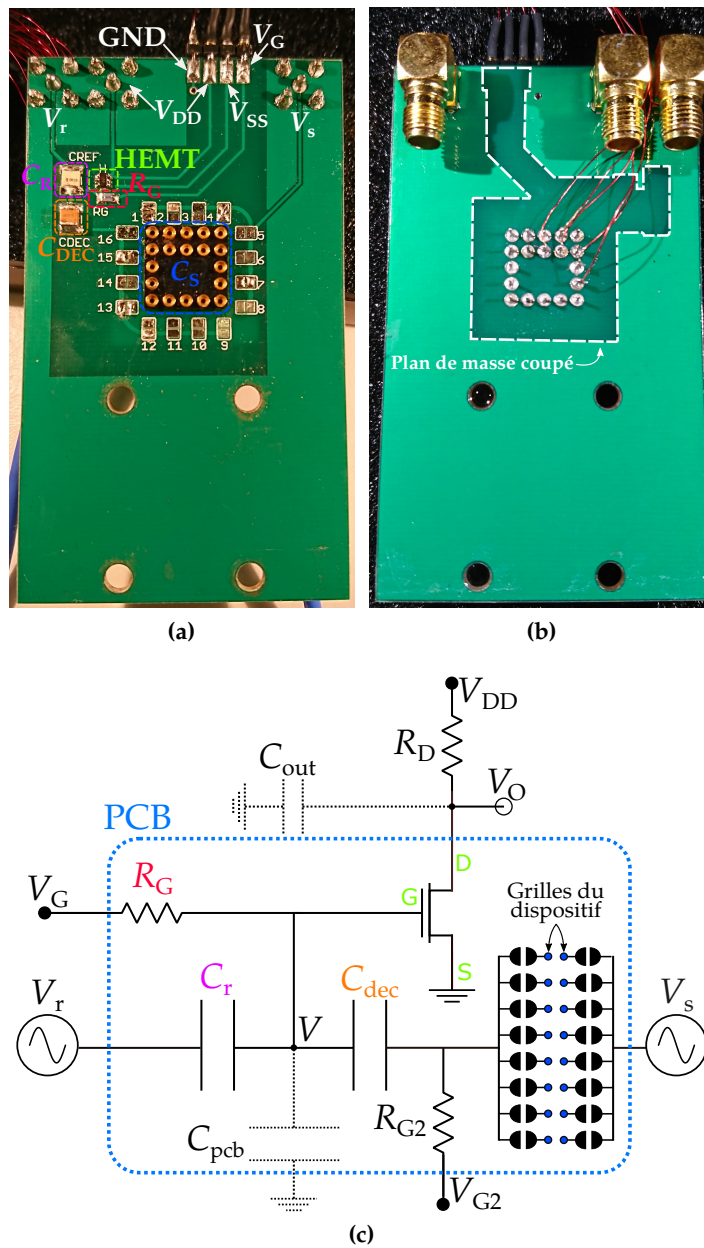 GND
V_G
V_DD
V_SS
V_r
V_s
CREF
HEMT
C_R
R_G
RG
C_DEC
CDEC
1 2 3 4
16 5
15 6
14 7
13 8
12 11 10 9
C_S
Plan de masse coupé
(a)
(b)
V_DD
R_D
C_out
V_O
PCB
D
V_G
R_G
G
Grilles du
dispositif
S
V_r
C_r
C_dec
V
V_s
C_pcb
R_G2
V_G2
(c)